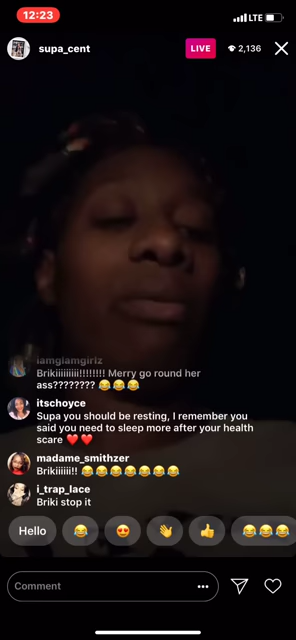 12:23
LTE
supa_cent
LIVE
2,136
iamglamgirlz
Brikiiiiiiiii!!!!!!!! Merry go round her
ass???????? 😂😂😂
itschoyce
Supa you should be resting, I remember you
said you need to sleep more after your health
scare ❤️❤️
madame_smithzer
Brikiiiiii!! 😂😂😂😂😂😂😂
i_trap_lace
Briki stop it
Hello 😂 😍 👋 👍 😂😂😂
Comment